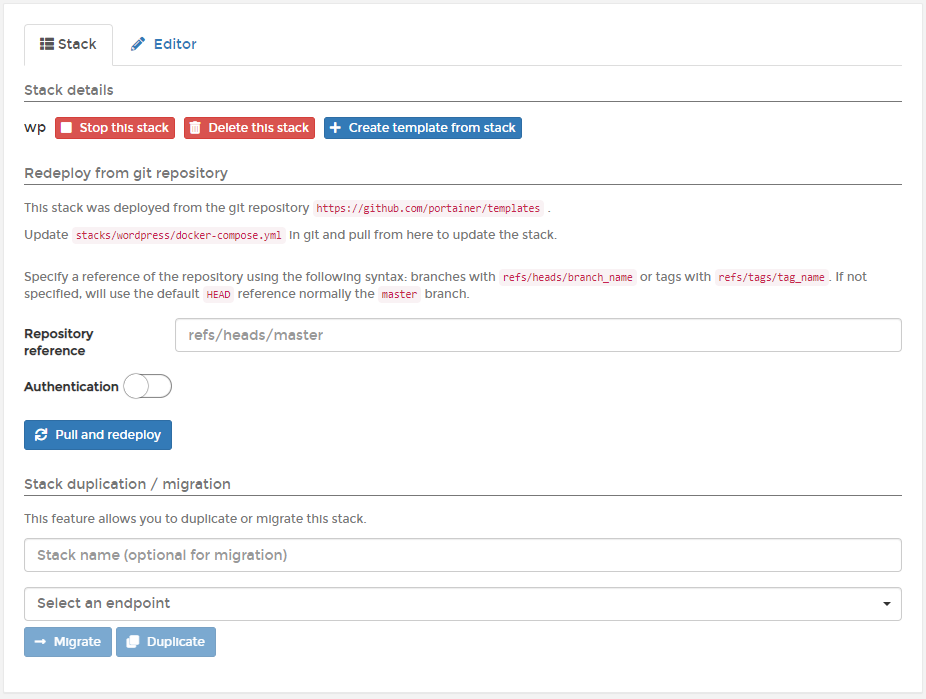 Stack Editor
Stack details
wp Stop this stack Delete this stack Create template from stack
Redeploy from git repository
This stack was deployed from the git repository https://github.com/portainer/templates .
Update stacks/wordpress/docker-compose.yml in git and pull from here to update the stack.
Specify a reference of the repository using the following syntax: branches with refs/heads/branch_name or tags with refs/tags/tag_name. If not
specified, will use the default HEAD reference normally the master branch.
Repository
reference
refs/heads/master
Authentication
Pull and redeploy
Stack duplication / migration
This feature allows you to duplicate or migrate this stack.
Stack name (optional for migration)
Select an endpoint
Migrate Duplicate